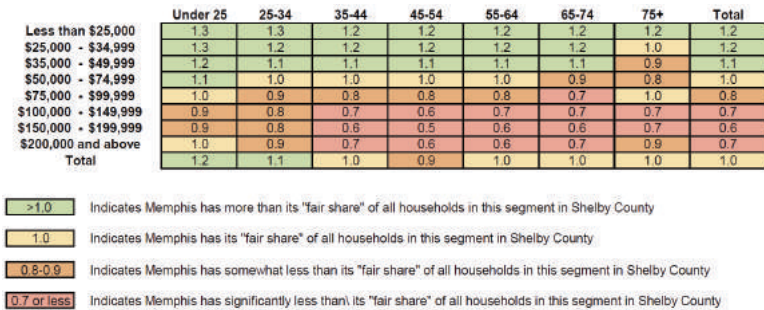 Under 25 25-34 35-44 45-54 55-64 65-74 75+ Total
Less than $25,000 1.3 1.3 1.2 1.2 1.2 1.2 1.2 1.2
$25,000 - $34,999 1.3 1.2 1.2 1.2 1.2 1.2 1.0 1.2
$35,000 - $49,999 1.2 1.1 1.1 1.1 1.1 1.1 0.9 1.1
$50,000 - $74,999 1.1 1.0 1.0 1.0 1.0 0.9 0.8 1.0
$75,000 - $99,999 1.0 0.9 0.8 0.8 0.8 0.7 1.0 0.8
$100,000 - $149,999 0.9 0.8 0.7 0.6 0.7 0.7 0.7 0.7
$150,000 - $199,999 0.9 0.8 0.6 0.5 0.6 0.6 0.7 0.6
$200,000 and above 1.0 0.9 0.7 0.6 0.6 0.7 0.9 0.7
Total 1.2 1.1 1.0 0.9 1.0 1.0 1.0 1.0
>1.0 Indicates Memphis has more than its "fair share" of all households in this segment in Shelby County
1.0 Indicates Memphis has its "fair share" of all households in this segment in Shelby County
0.8-0.9 Indicates Memphis has somewhat less than its "fair share" of all households in this segment in Shelby County
0.7 or less Indicates Memphis has significantly less than\ its "fair share" of all households in this segment in Shelby County